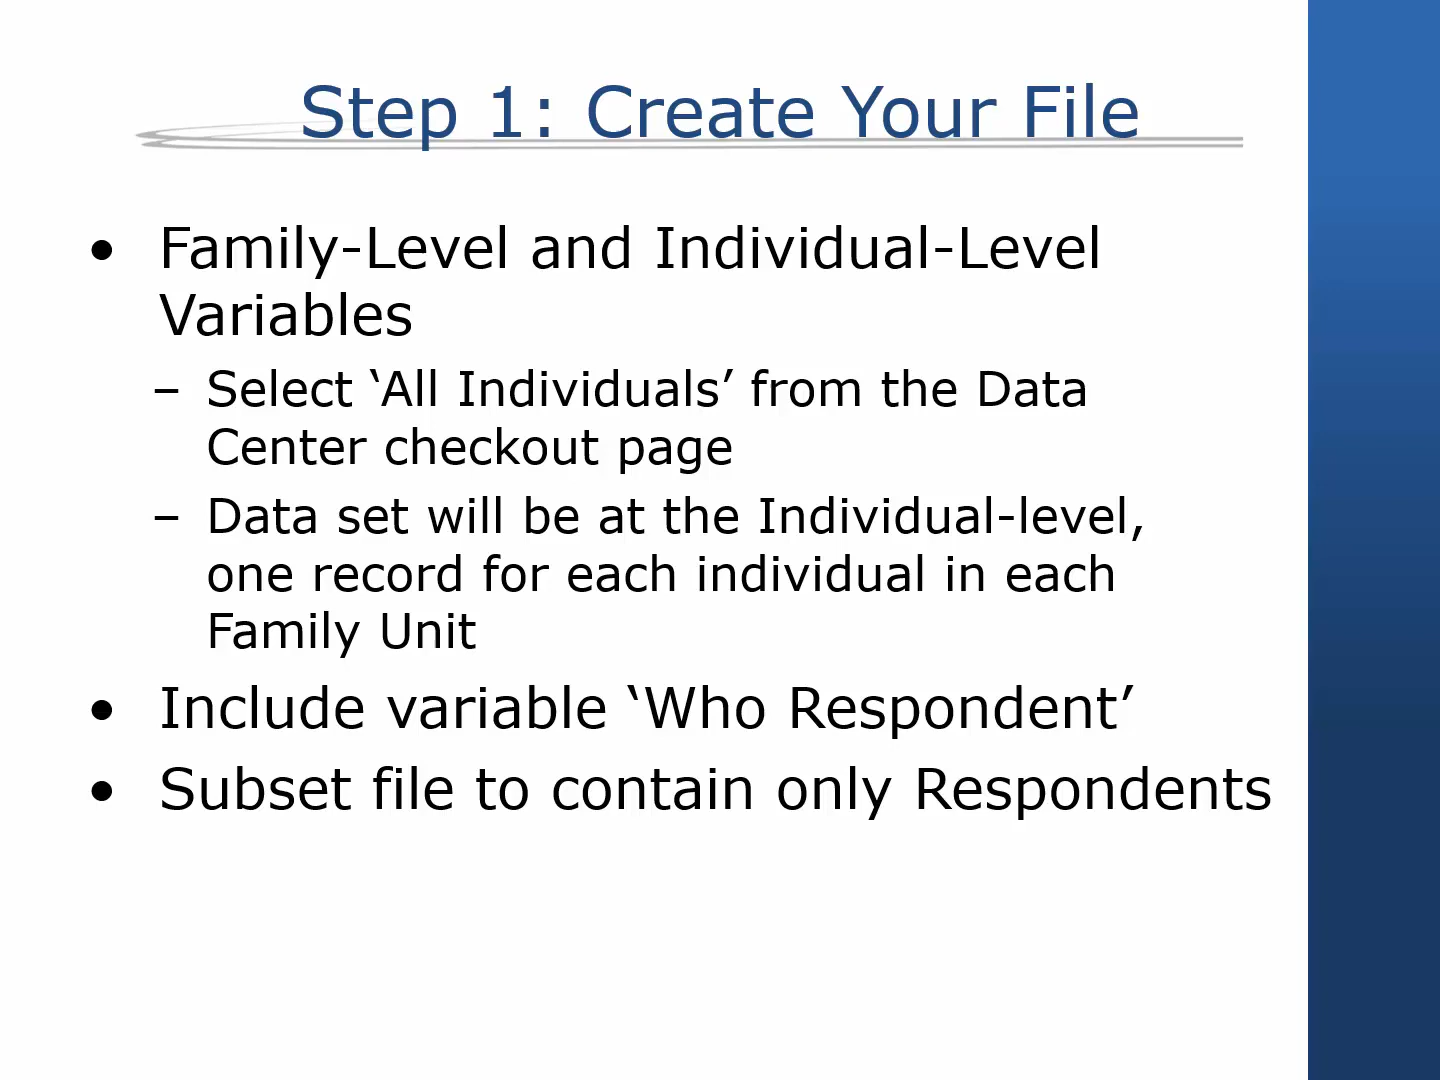 Step 1: Create Your File
• Family-Level and Individual-Level
Variables
– Select ‘All Individuals’ from the Data
Center checkout page
– Data set will be at the Individual-level,
one record for each individual in each
Family Unit
• Include variable ‘Who Respondent’
• Subset file to contain only Respondents